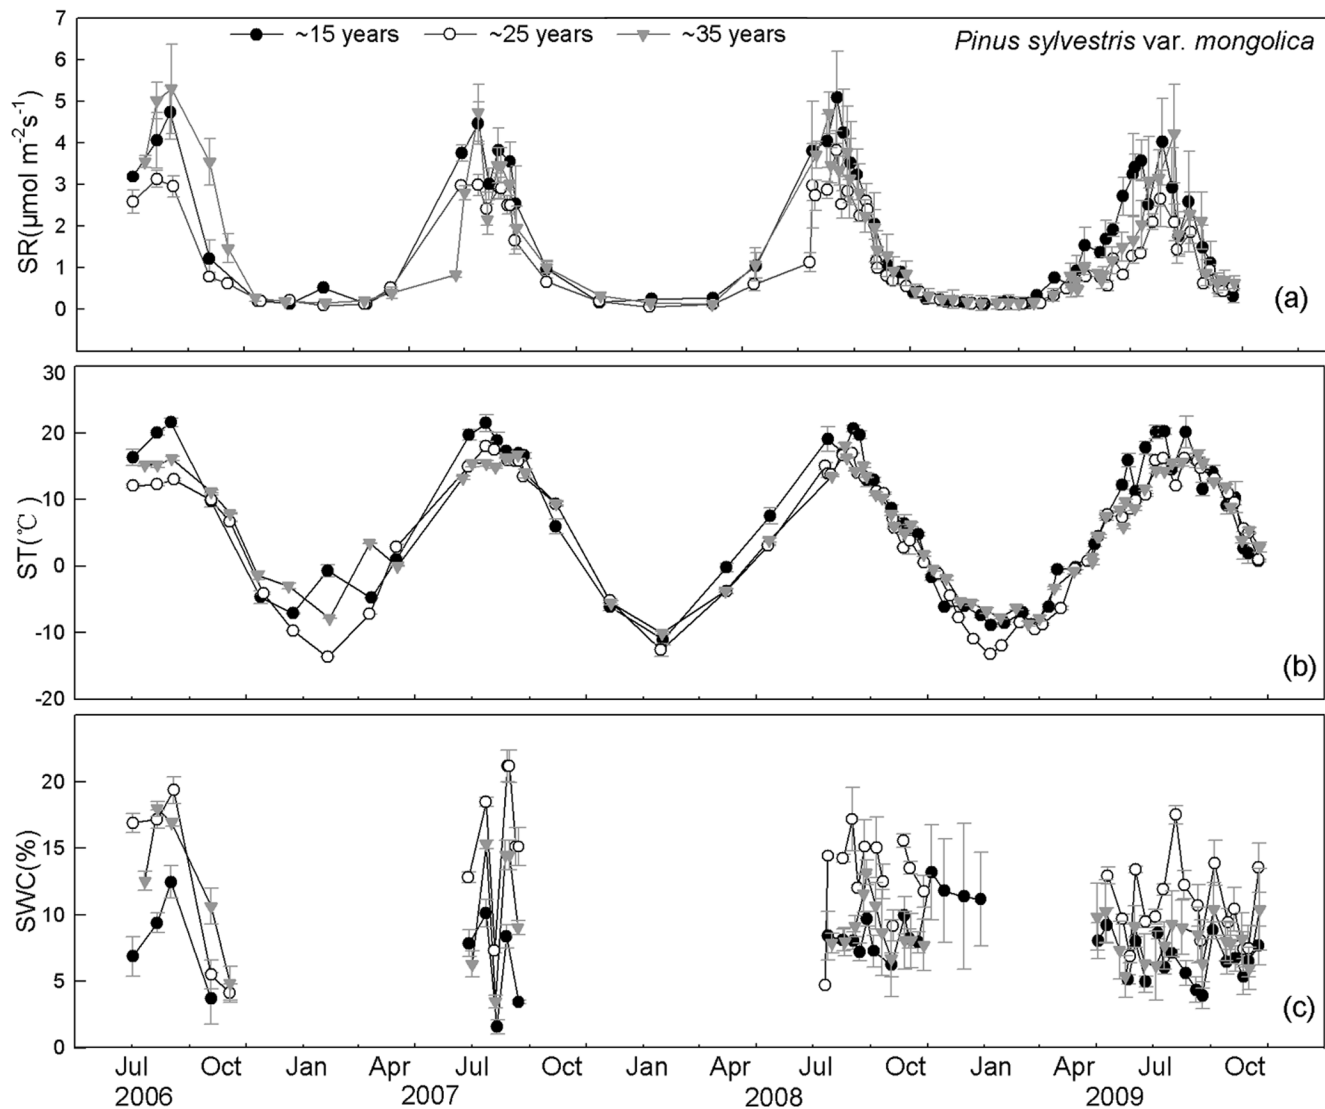 7
~15 years ~25 years ~35 years Pinus sylvestris var. mongolica
6
5
4
3
2
1
0
SR(μmol m-2s-1)
(a)
30
20
10
0
-10
-20
ST(℃)
(b)
20
15
10
5
0
SWC(%)
(c)
Jul Oct Jan Apr Jul Oct Jan Apr Jul Oct Jan Apr Jul Oct
2006 2007 2008 2009